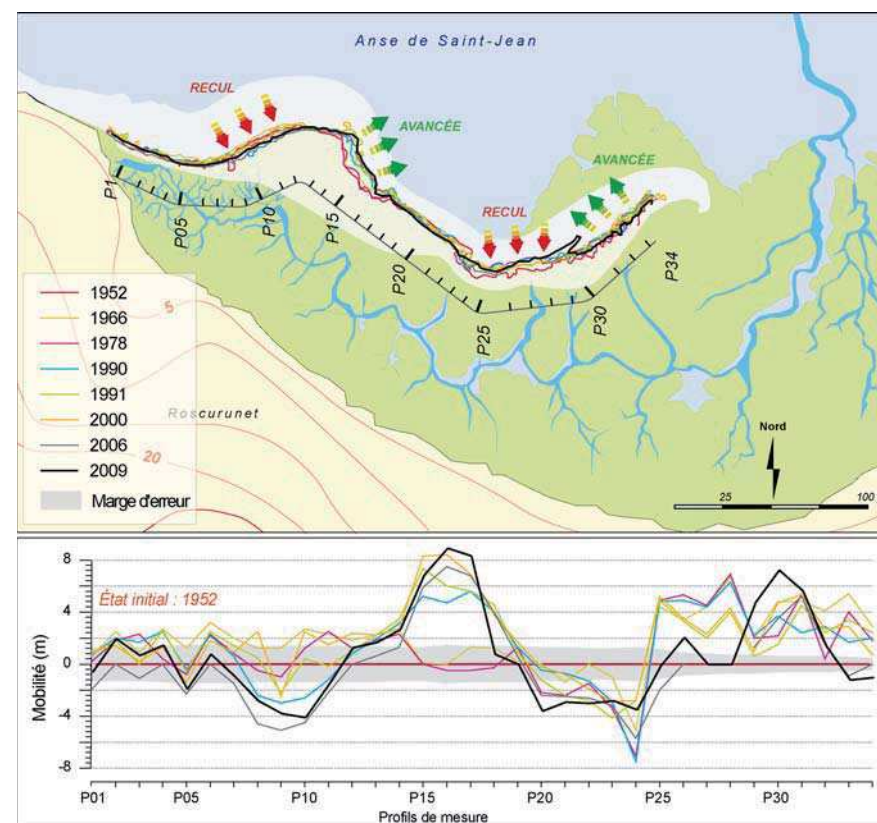 Anse de Saint-Jean
RECUL
AVANCÉE
AVANCÉE
RECUL
P1
P05
P10
P15
P20
P25
P30
P34
1952
1966
1978
1990
1991
2000
2006
2009
Marge d'erreur
5
Roscurunet
20
Nord
25
100
8
État initial : 1952
4
0
-4
-8
Mobilité (m)
P01
P05
P10
P15
P20
P25
P30
Profils de mesure